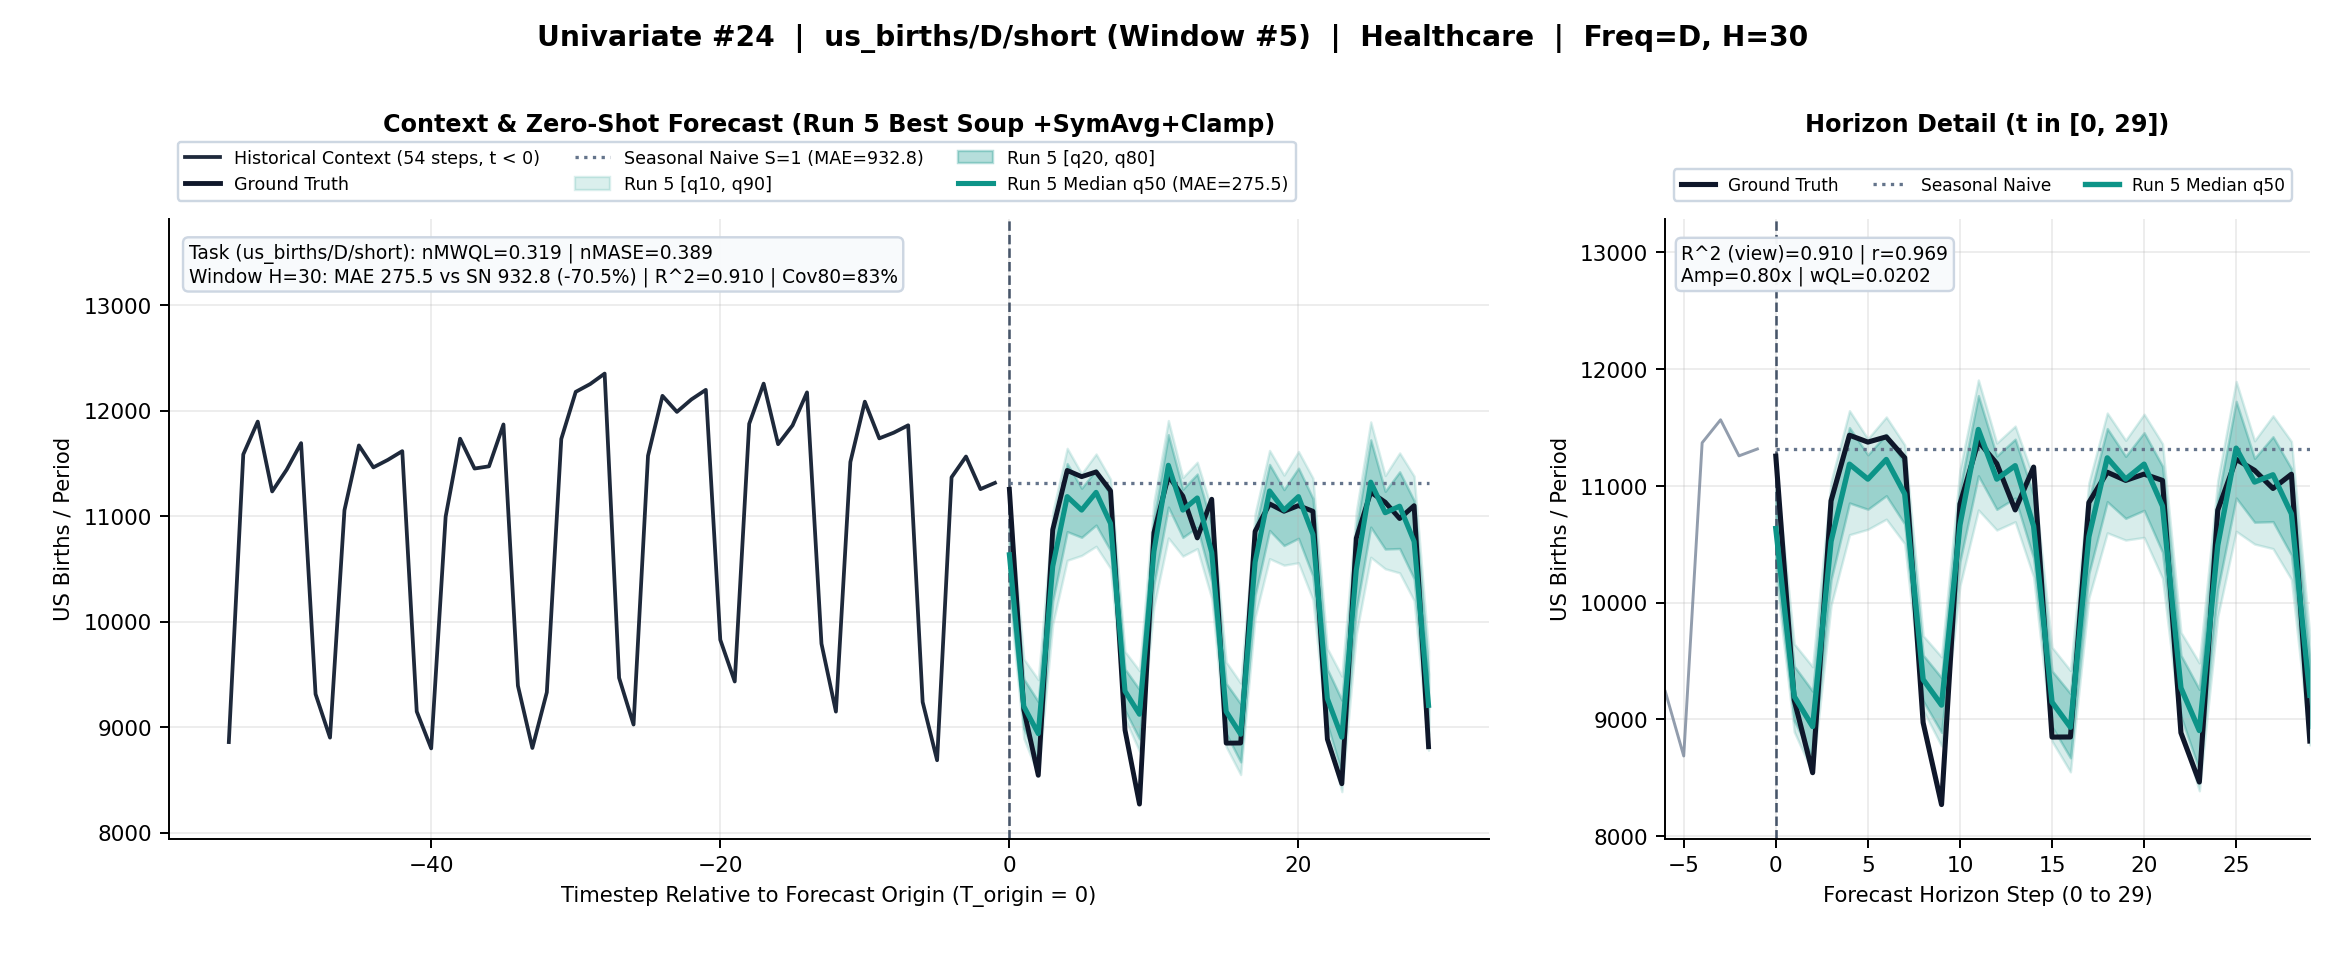 Univariate #24 | us_births/D/short (Window #5) | Healthcare | Freq=D, H=30
Context & Zero-Shot Forecast (Run 5 Best Soup +SymAvg+Clamp)
Historical Context (54 steps, t < 0)
Ground Truth
Seasonal Naive S=1 (MAE=932.8)
Run 5 [q10, q90]
Run 5 [q20, q80]
Run 5 Median q50 (MAE=275.5)
Task (us_births/D/short): nMWQL=0.319 | nMASE=0.389
Window H=30: MAE 275.5 vs SN 932.8 (-70.5%) | R^2=0.910 | Cov80=83%
US Births / Period
13000
12000
11000
10000
9000
8000
−40
−20
0
20
Timestep Relative to Forecast Origin (T_origin = 0)
Horizon Detail (t in [0, 29])
Ground Truth
Seasonal Naive
Run 5 Median q50
R^2 (view)=0.910 | r=0.969
Amp=0.80x | wQL=0.0202
US Births / Period
13000
12000
11000
10000
9000
8000
−5
0
5
10
15
20
25
Forecast Horizon Step (0 to 29)